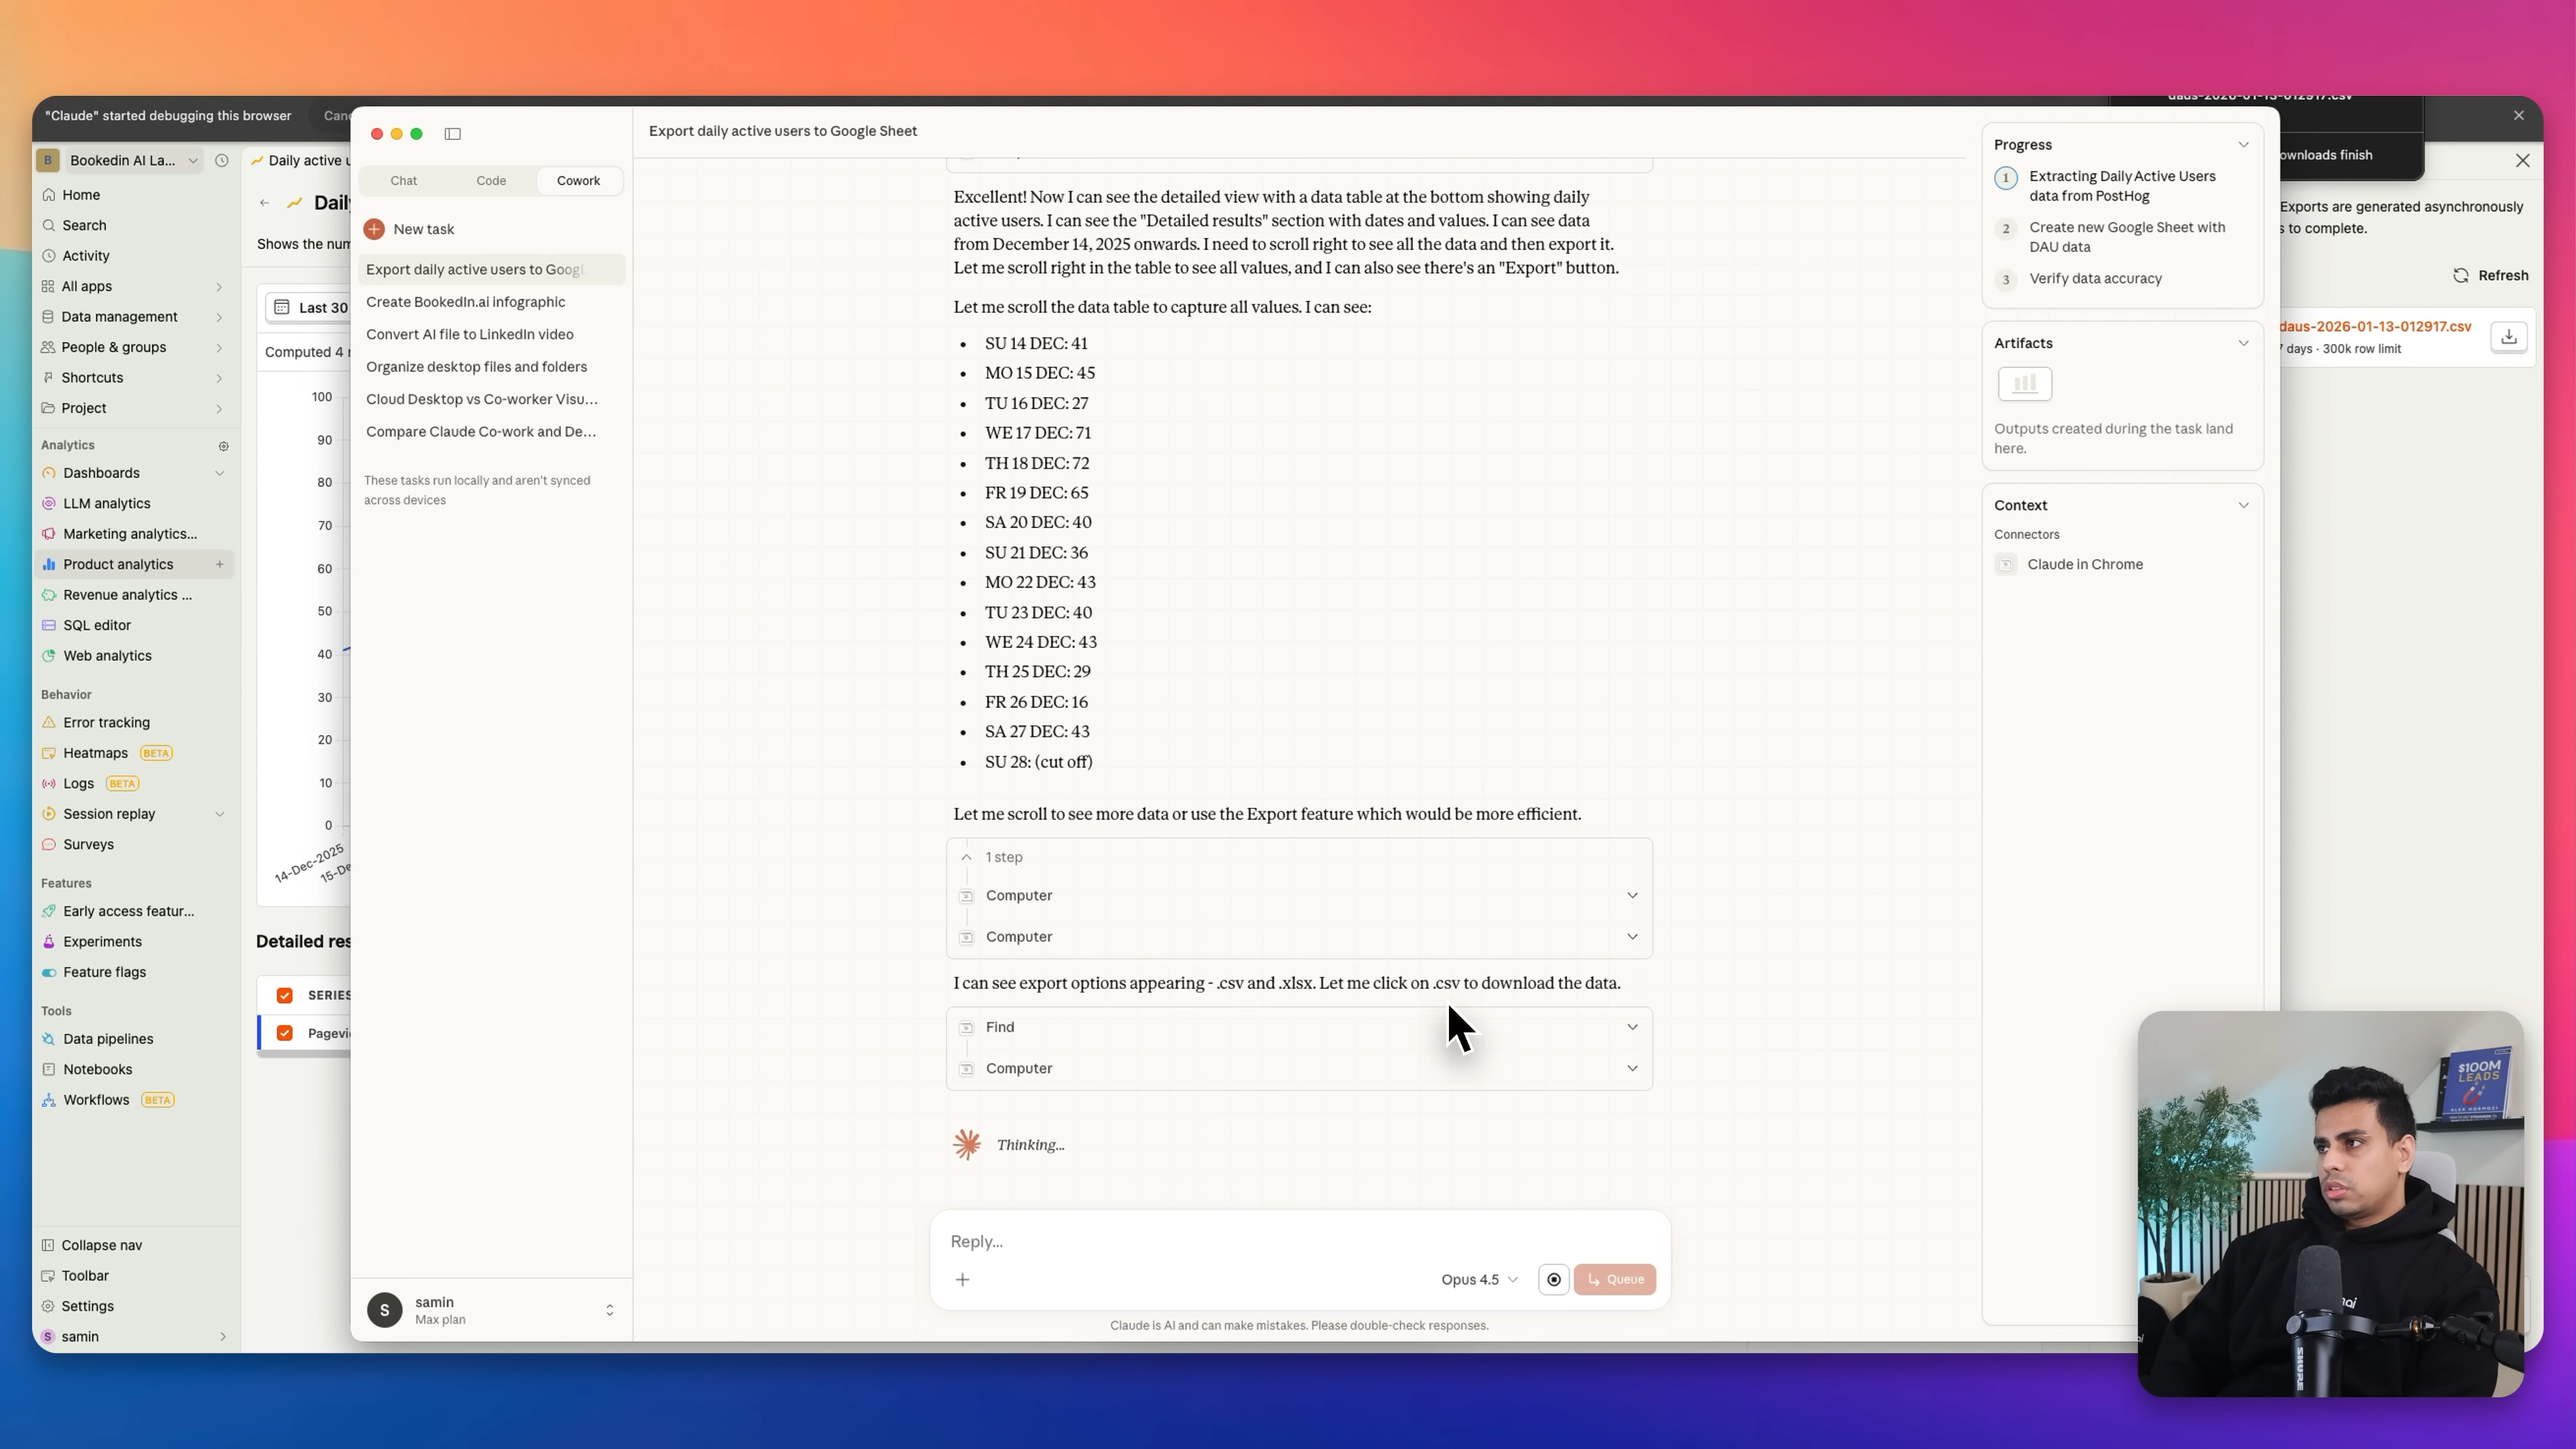 "Claude" started debugging this browser
Canc
B
Bookedin AI La...
Home
Search
Activity
All apps
Data management
People & groups
Shortcuts
Project
Analytics
Dashboards
LLM analytics
Marketing analytics...
Product analytics +
Revenue analytics ...
SQL editor
Web analytics
Behavior
Error tracking
Heatmaps BETA
Logs BETA
Session replay
Surveys
Features
Early access featur...
Experiments
Feature flags
Tools
Data pipelines
Notebooks
Workflows BETA
Collapse nav
Toolbar
Settings
S samin
Daily active u
Daily
Shows the num
Last 30
Computed 4 m
100
90
80
70
60
50
40
30
20
10
0
14-Dec-2025
15-De
Detailed res
SERIES
Pagevi
Chat Code Cowork
New task
Export daily active users to Googl
Create BookedIn.ai infographic
Convert AI file to LinkedIn video
Organize desktop files and folders
Cloud Desktop vs Co-worker Visu...
Compare Claude Co-work and De...
These tasks run locally and aren't synced
across devices
S
samin
Max plan
Export daily active users to Google Sheet
Excellent! Now I can see the detailed view with a data table at the bottom showing daily
active users. I can see the "Detailed results" section with dates and values. I can see data
from December 14, 2025 onwards. I need to scroll right to see all the data and then export it.
Let me scroll right in the table to see all values, and I can also see there's an "Export" button.
Let me scroll the data table to capture all values. I can see:
• SU 14 DEC: 41
• MO 15 DEC: 45
• TU 16 DEC: 27
• WE 17 DEC: 71
• TH 18 DEC: 72
• FR 19 DEC: 65
• SA 20 DEC: 40
• SU 21 DEC: 36
• MO 22 DEC: 43
• TU 23 DEC: 40
• WE 24 DEC: 43
• TH 25 DEC: 29
• FR 26 DEC: 16
• SA 27 DEC: 43
• SU 28: (cut off)
Let me scroll to see more data or use the Export feature which would be more efficient.
1 step
Computer
Computer
I can see export options appearing - .csv and .xlsx. Let me click on .csv to download the data.
Find
Computer
Thinking...
Reply...
+
Opus 4.5
Queue
Claude is AI and can make mistakes. Please double-check responses.
Progress
1 Extracting Daily Active Users
data from PostHog
2 Create new Google Sheet with
DAU data
3 Verify data accuracy
Artifacts
Outputs created during the task land
here.
Context
Connectors
Claude in Chrome
daus-2026-01-13-012917.csv
ownloads finish
Exports are generated asynchronously
s to complete.
Refresh
daus-2026-01-13-012917.csv
7 days · 300k row limit
$100M
LEADS
ALEX HORMOZI
SHURE